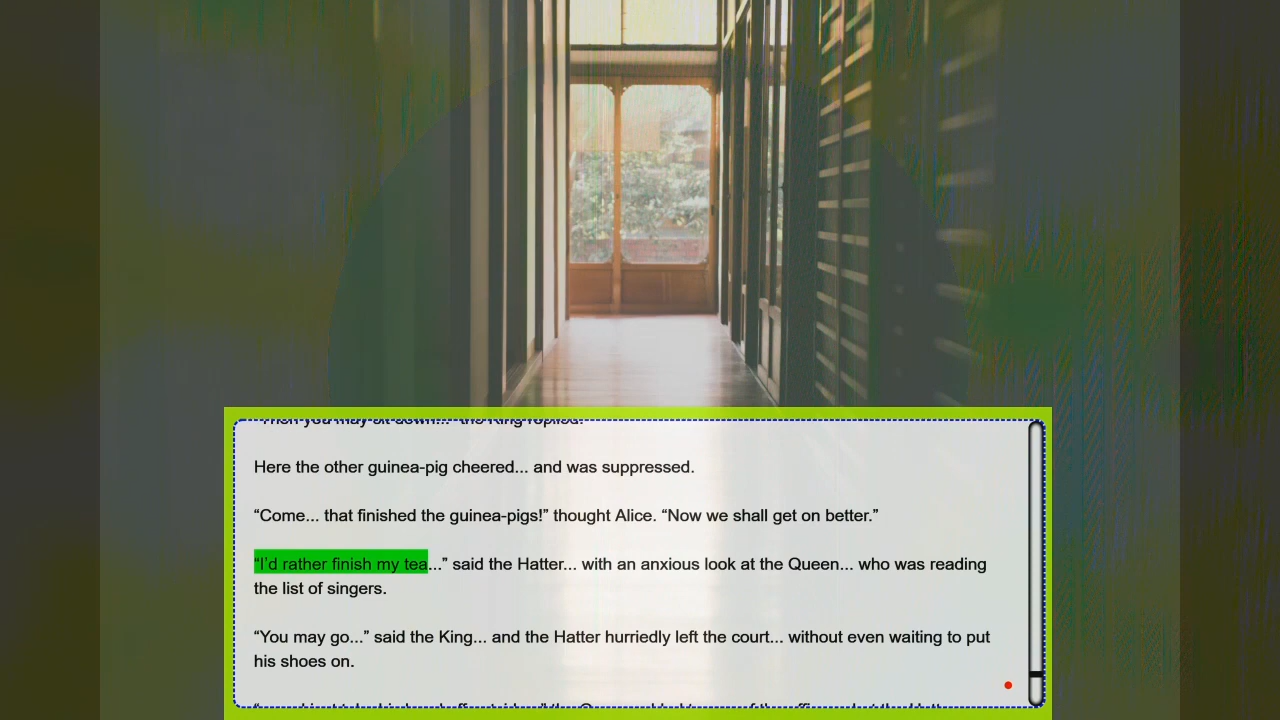 Here the other guinea-pig cheered... and was suppressed.
“Come... that finished the guinea-pigs!” thought Alice. “Now we shall get on better.”
“I’d rather finish my tea...” said the Hatter... with an anxious look at the Queen... who was reading
the list of singers.
“You may go...” said the King... and the Hatter hurriedly left the court... without even waiting to put
his shoes on.